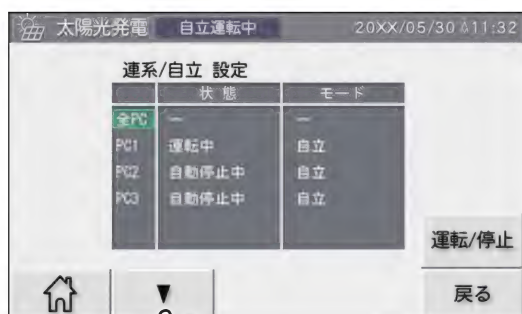 太陽光発電 自立運転中 20XX/05/30 11:32
連系/自立 設定
状態 モード
全PC — —
PC1 運転中 自立
PC2 自動停止中 自立
PC3 自動停止中 自立
運転/停止
▼ 戻る